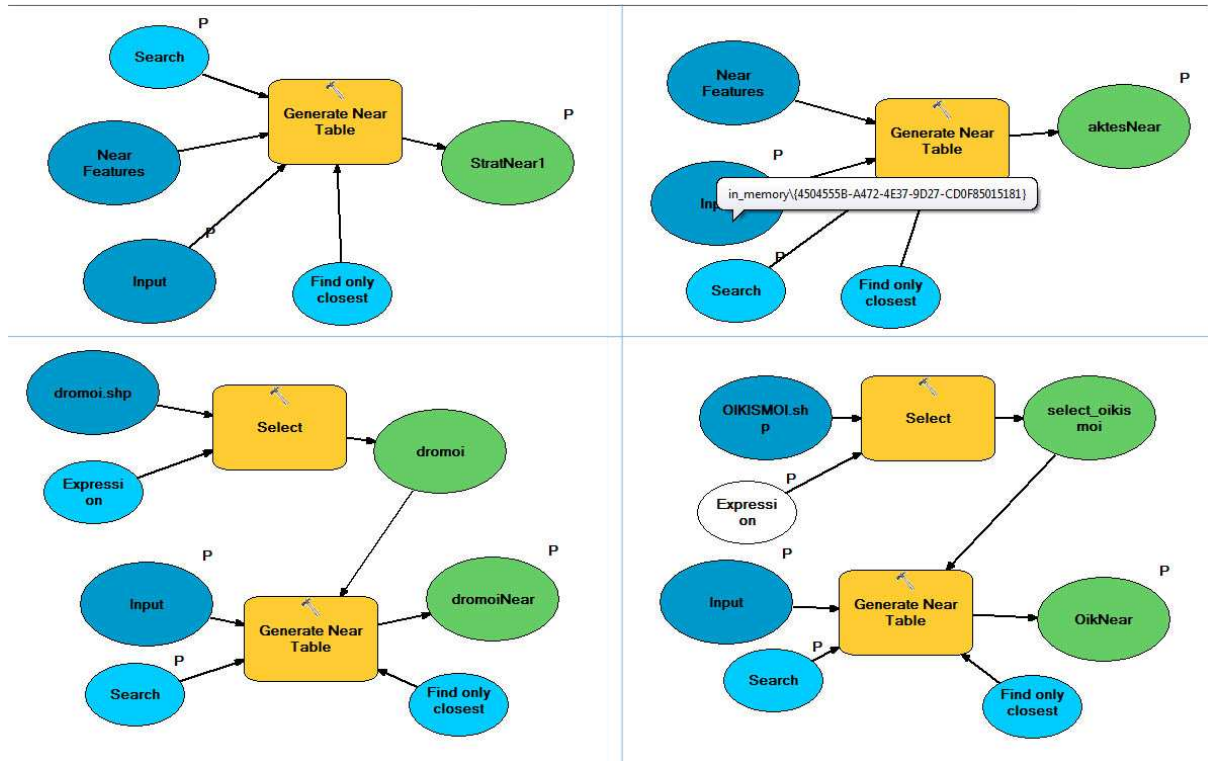 P
Search
Generate Near
Table
Near
Features
P
StratNear1
P
Input
Find only
closest
Near
Features
P
Generate Near
Table
aktesNear
P
Inp
in_memory\{4504555B-A472-4E37-9D27-CD0F85015181}
P
Search
Find only
closest
dromoi.shp
Select
dromoi
Expressi
on
P
Input
Generate Near
Table
P
dromoiNear
P
Search
Find only
closest
OIKISMOI.sh
p
Select
select_oikis
moi
P
Expressi
on
P
Input
Generate Near
Table
P
OikNear
P
Search
Find only
closest